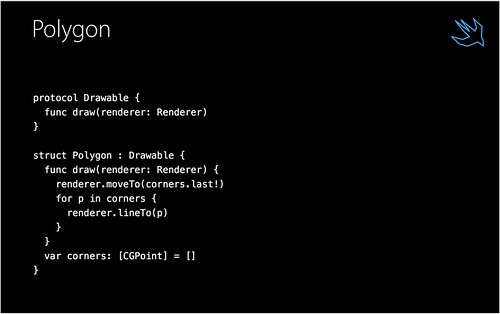 Polygon
protocol Drawable {
  func draw(renderer: Renderer)
}
struct Polygon : Drawable {
  func draw(renderer: Renderer) {
    renderer.moveTo(corners.last!)
    for p in corners {
      renderer.lineTo(p)
    }
  }
  var corners: [CGPoint] = []
}